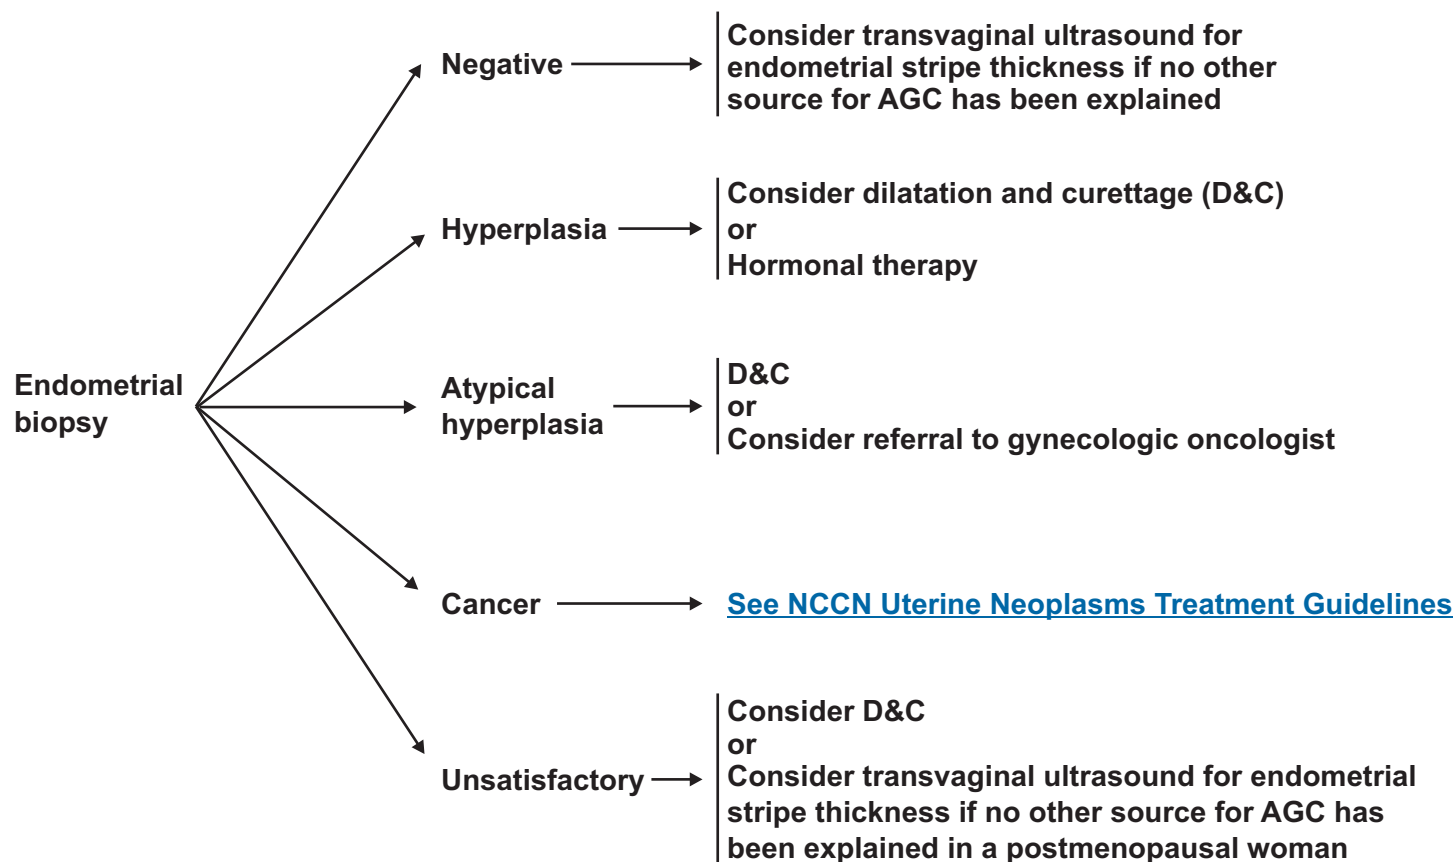 Endometrial
biopsy
Negative
Consider transvaginal ultrasound for
endometrial stripe thickness if no other
source for AGC has been explained
Hyperplasia
Consider dilatation and curettage (D&C)
or
Hormonal therapy
Atypical
hyperplasia
D&C
or
Consider referral to gynecologic oncologist
Cancer
See NCCN Uterine Neoplasms Treatment Guidelines
Unsatisfactory
Consider D&C
or
Consider transvaginal ultrasound for endometrial
stripe thickness if no other source for AGC has
been explained in a postmenopausal woman